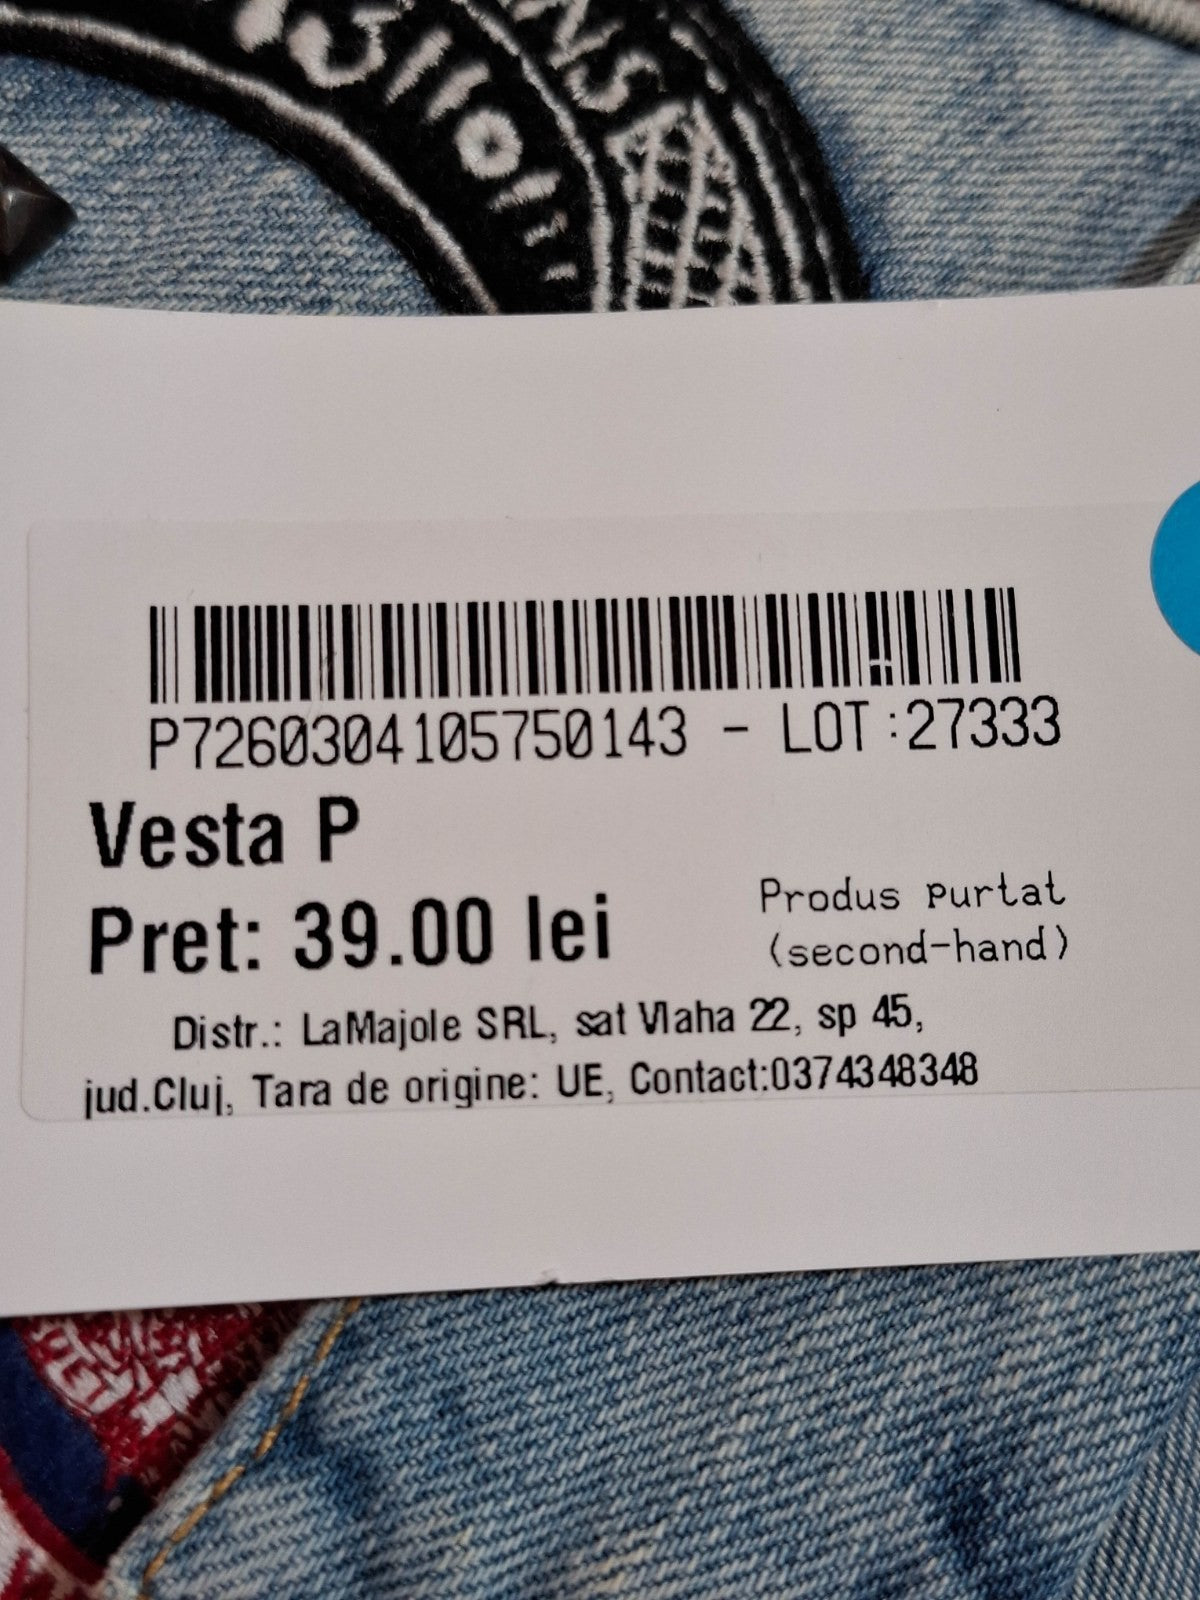 P7260304105750143 - LOT:27333
Vesta P
Pret: 39.00 lei
Produs purtat
(second-hand)
Distr.: LaMajole SRL, sat Vlaha 22, sp 45,
jud.Cluj, Tara de origine: UE, Contact:0374348348